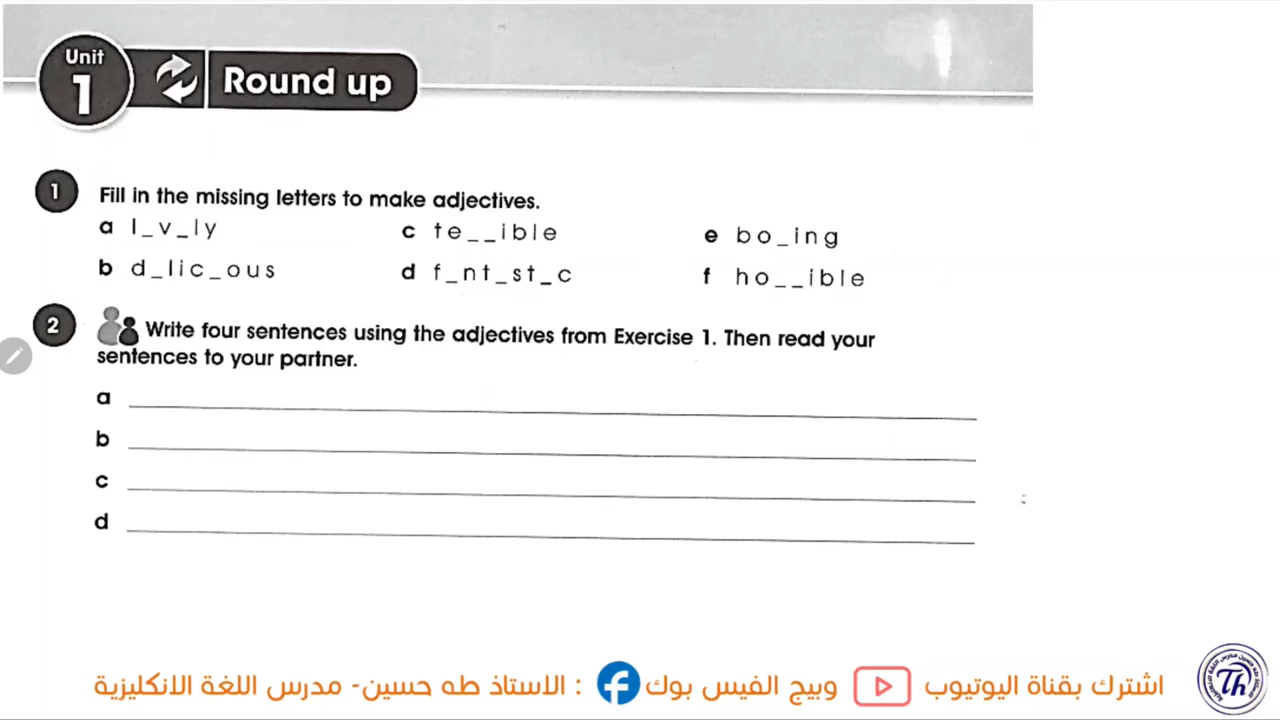 Unit
1
Round up
1 Fill in the missing letters to make adjectives.
a l_v_ly c te__ible e bo_ing
b d_lic_ous d f_nt_st_c f ho__ible
2 Write four sentences using the adjectives from Exercise 1. Then read your
sentences to your partner.
a
b
c
d
اشترك بقناة اليوتيوب وبيج الفيس بوك : الاستاذ طه حسين- مدرس اللغة الانكليزية
Th